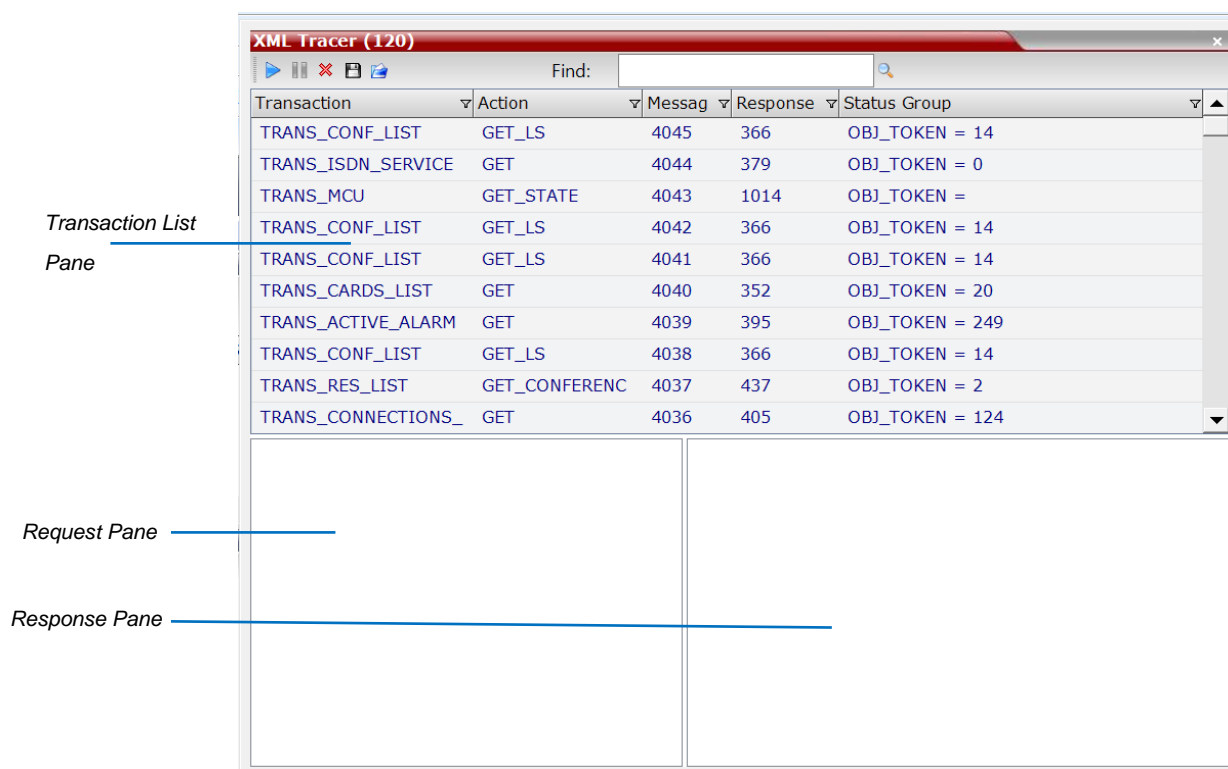 XML Tracer (120)
Find:
Transaction Action Messag Response Status Group
TRANS_CONF_LIST GET_LS 4045 366 OBJ_TOKEN = 14
TRANS_ISDN_SERVICE GET 4044 379 OBJ_TOKEN = 0
TRANS_MCU GET_STATE 4043 1014 OBJ_TOKEN =
TRANS_CONF_LIST GET_LS 4042 366 OBJ_TOKEN = 14
TRANS_CONF_LIST GET_LS 4041 366 OBJ_TOKEN = 14
TRANS_CARDS_LIST GET 4040 352 OBJ_TOKEN = 20
TRANS_ACTIVE_ALARM GET 4039 395 OBJ_TOKEN = 249
TRANS_CONF_LIST GET_LS 4038 366 OBJ_TOKEN = 14
TRANS_RES_LIST GET_CONFERENC 4037 437 OBJ_TOKEN = 2
TRANS_CONNECTIONS_ GET 4036 405 OBJ_TOKEN = 124
Transaction List
Pane
Request Pane
Response Pane